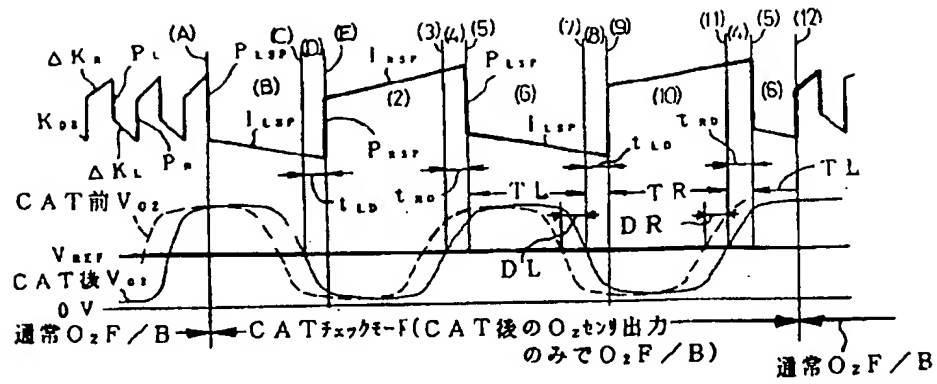 (A) (C) (D) (E) (3) (4) (5) (7) (8) (9) (11) (4) (5) (12)
ΔKR PL PLSP (B) IRSP (2) PLSP (6) (10) (6)
KO2 ILSP ILSP tRD
ΔKL PR PRSP tLD tRD tLD
CAT前VO2 TL TR TL
DL DR
VREF
CAT後VO2
0V
通常O2F/B CATチェックモード(CAT後のO2センサ出力
のみでO2F/B)
通常O2F/B